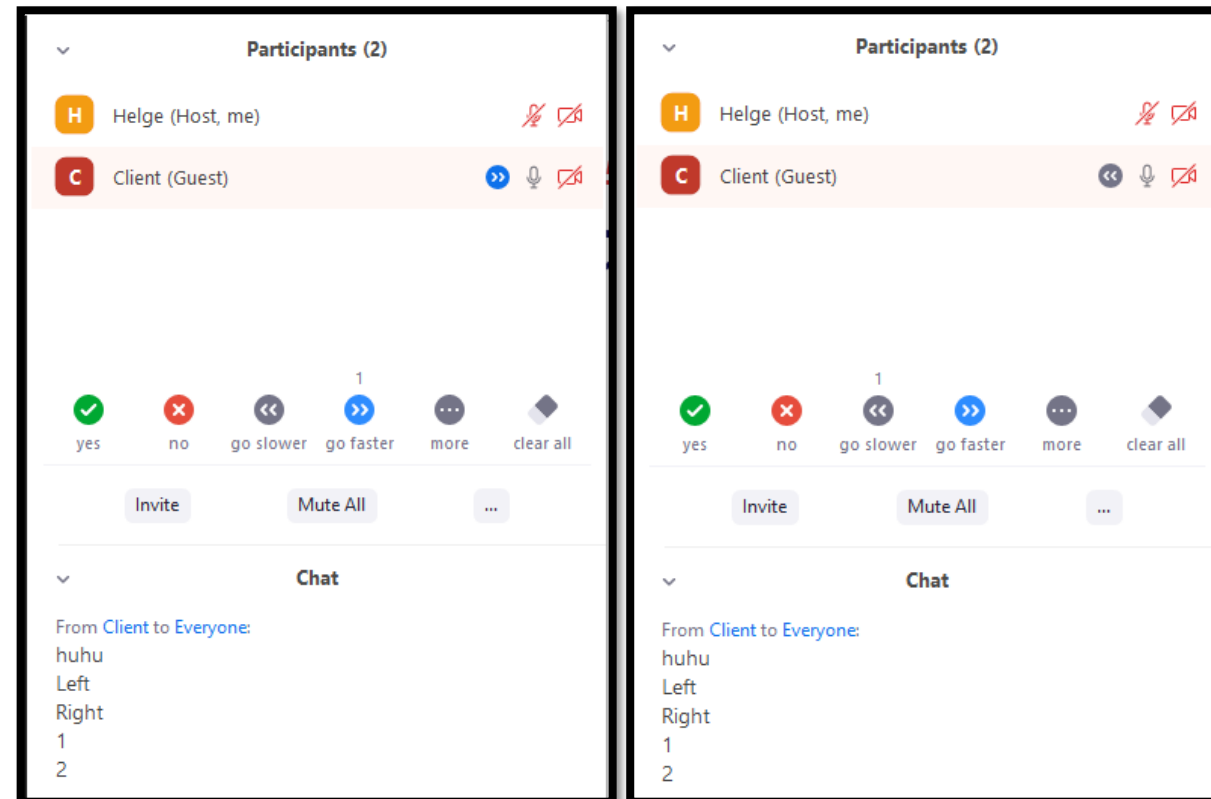 Participants (2)
H Helge (Host, me)
C Client (Guest)
1
yes no go slower go faster more clear all
Invite Mute All ...
Chat
From Client to Everyone:
huhu
Left
Right
1
2
Participants (2)
H Helge (Host, me)
C Client (Guest)
1
yes no go slower go faster more clear all
Invite Mute All ...
Chat
From Client to Everyone:
huhu
Left
Right
1
2